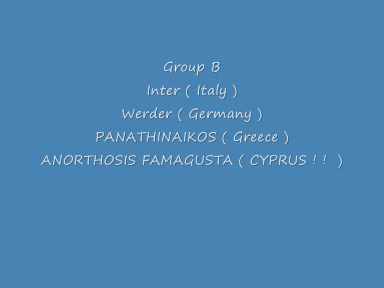 Group B
Inter ( Italy )
Werder ( Germany )
PANATHINAIKOS ( Greece )
ANORTHOSIS FAMAGUSTA ( CYPRUS ! !  )